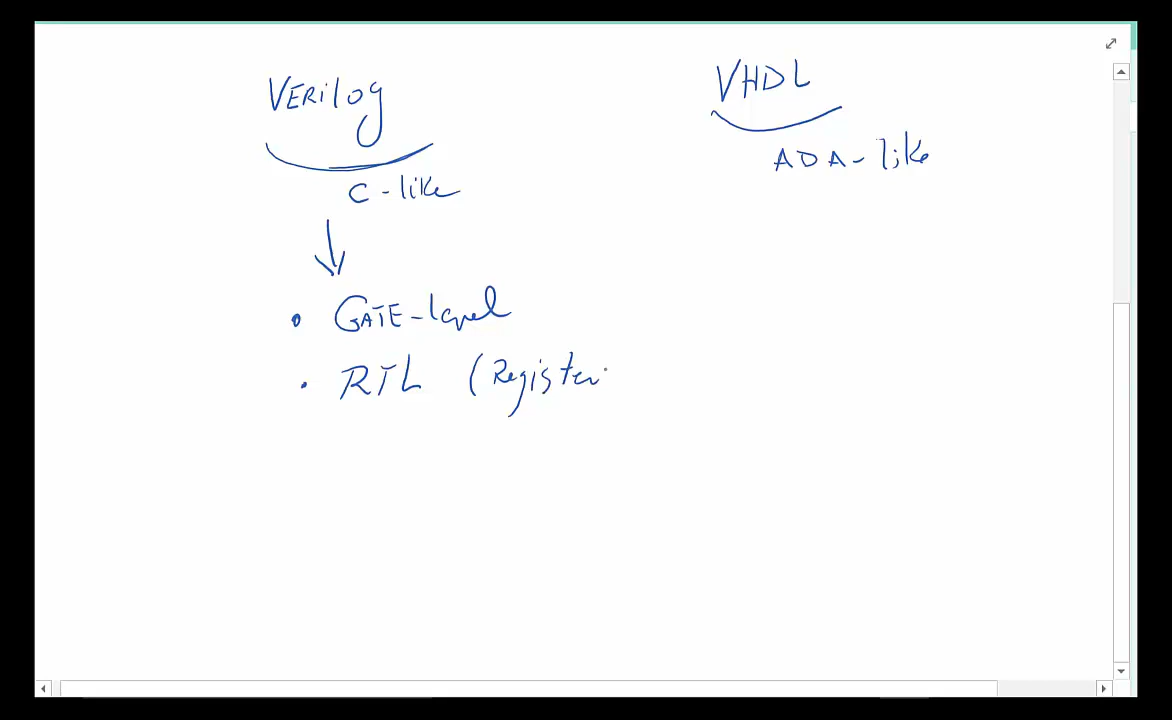 VERilog
VHDL
C-like
ADA-like
• GATE-level
• RTL (Register